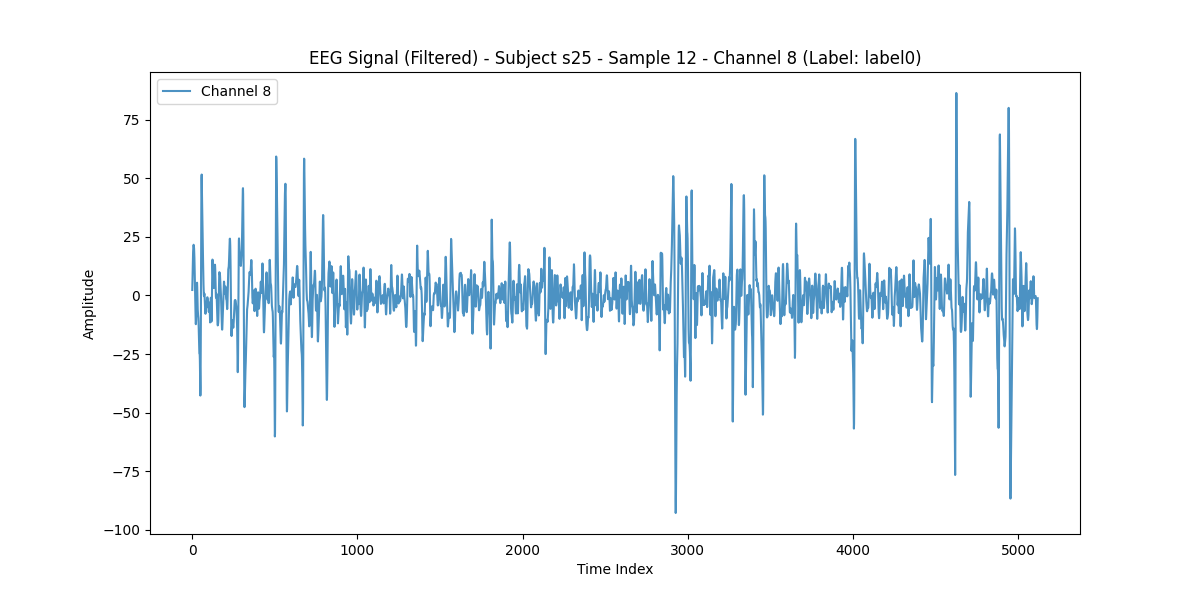 EEG Signal (Filtered) - Subject s25 - Sample 12 - Channel 8 (Label: label0)
Channel 8
75
50
25
0
−25
−50
−75
−100
Amplitude
0 1000 2000 3000 4000 5000
Time Index